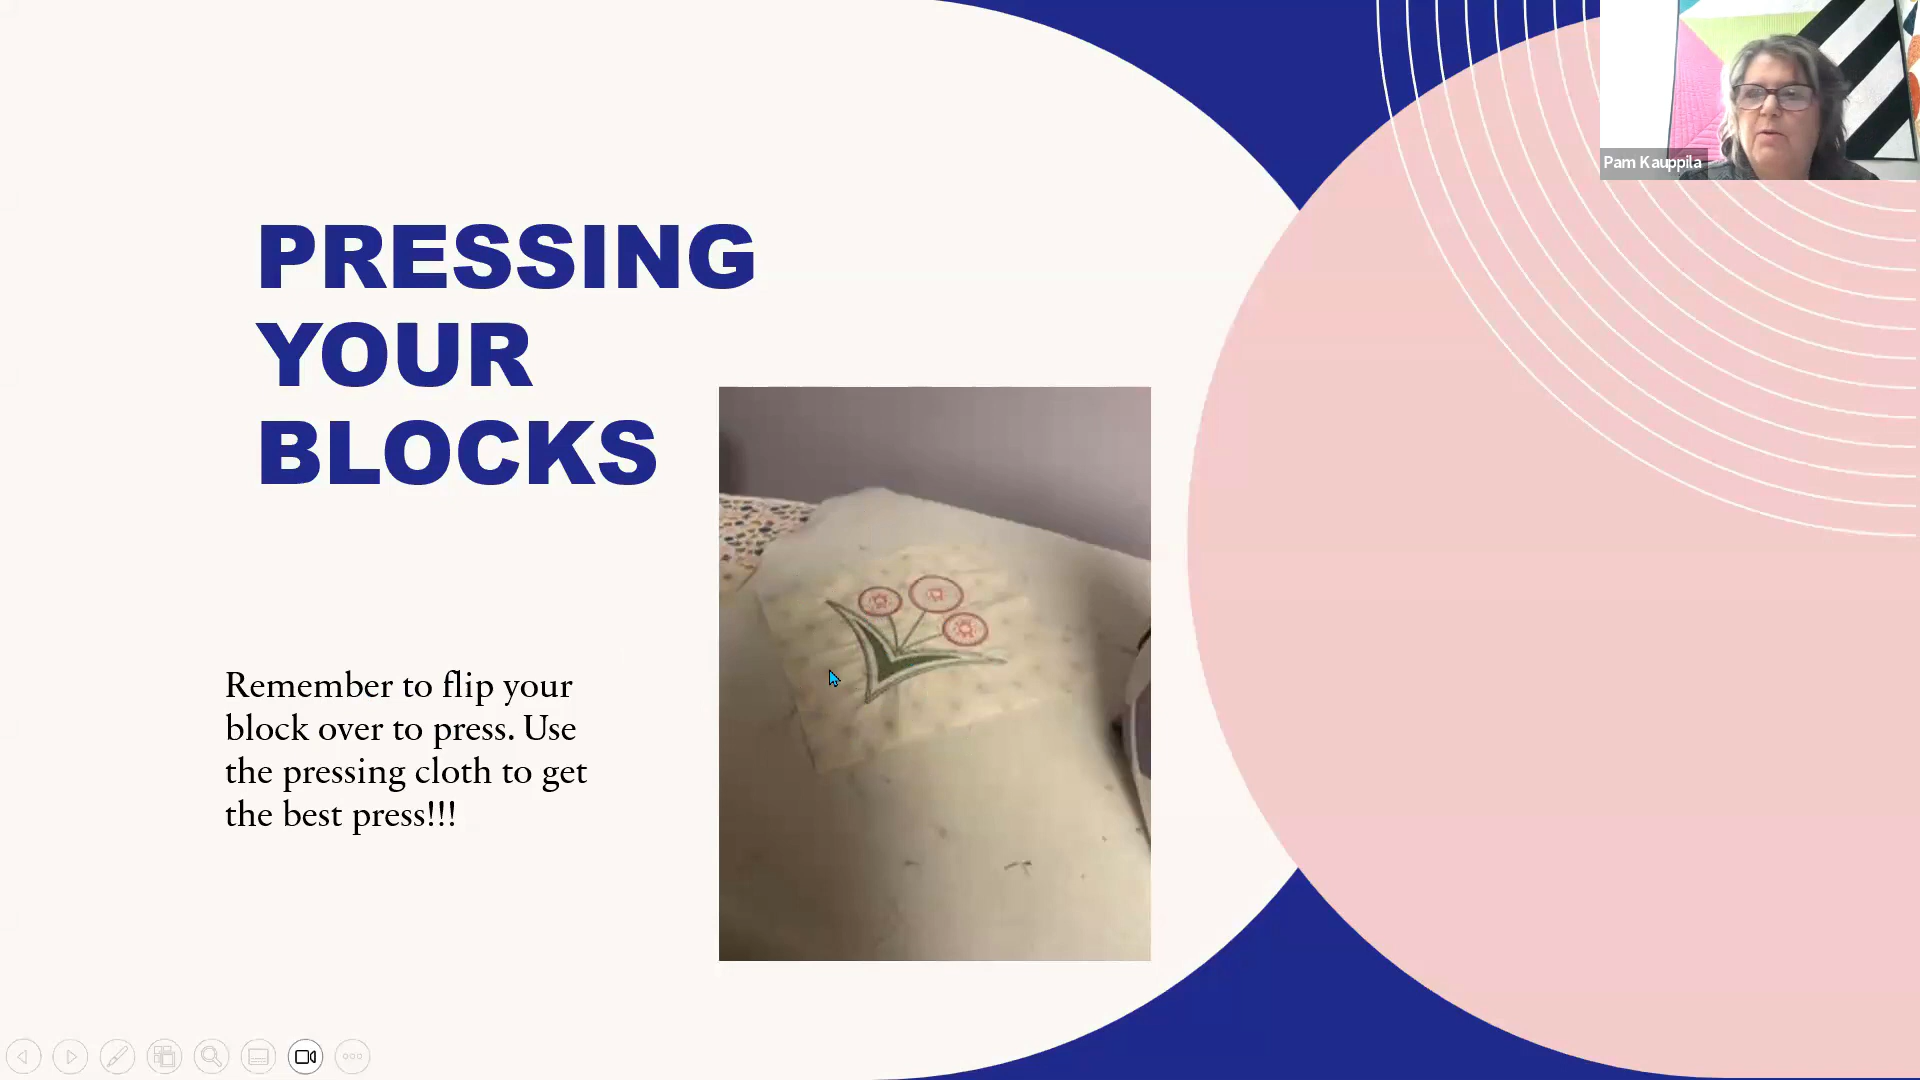 Pam Kauppila
PRESSING
YOUR
BLOCKS
Remember to flip your
block over to press. Use
the pressing cloth to get
the best press!!!